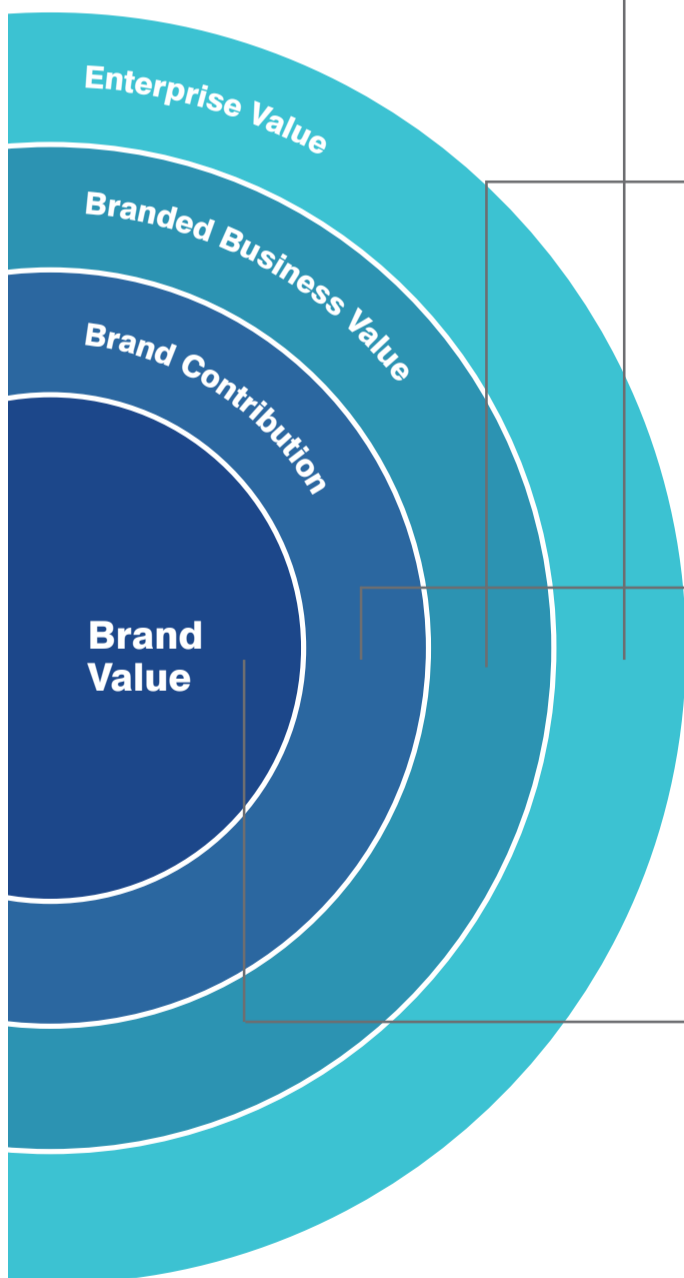 Enterprise Value
Branded Business Value
Brand Contribution
Brand
Value